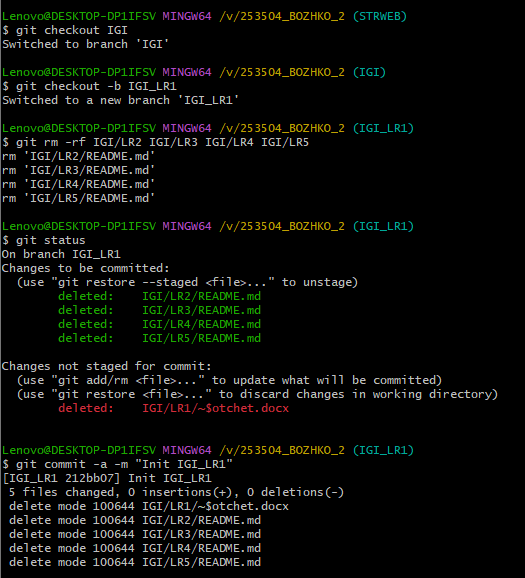 Lenovo@DESKTOP-DP1IFSV MINGW64 /v/253504_BOZHKO_2 (STRWEB)
$ git checkout IGI
Switched to branch 'IGI'
Lenovo@DESKTOP-DP1IFSV MINGW64 /v/253504_BOZHKO_2 (IGI)
$ git checkout -b IGI_LR1
Switched to a new branch 'IGI_LR1'
Lenovo@DESKTOP-DP1IFSV MINGW64 /v/253504_BOZHKO_2 (IGI_LR1)
$ git rm -rf IGI/LR2 IGI/LR3 IGI/LR4 IGI/LR5
rm 'IGI/LR2/README.md'
rm 'IGI/LR3/README.md'
rm 'IGI/LR4/README.md'
rm 'IGI/LR5/README.md'
Lenovo@DESKTOP-DP1IFSV MINGW64 /v/253504_BOZHKO_2 (IGI_LR1)
$ git status
On branch IGI_LR1
Changes to be committed:
  (use "git restore --staged <file>..." to unstage)
        deleted:    IGI/LR2/README.md
        deleted:    IGI/LR3/README.md
        deleted:    IGI/LR4/README.md
        deleted:    IGI/LR5/README.md
Changes not staged for commit:
  (use "git add/rm <file>..." to update what will be committed)
  (use "git restore <file>..." to discard changes in working directory)
        deleted:    IGI/LR1/~$otchet.docx
Lenovo@DESKTOP-DP1IFSV MINGW64 /v/253504_BOZHKO_2 (IGI_LR1)
$ git commit -a -m "Init IGI_LR1"
[IGI_LR1 212bb07] Init IGI_LR1
 5 files changed, 0 insertions(+), 0 deletions(-)
 delete mode 100644 IGI/LR1/~$otchet.docx
 delete mode 100644 IGI/LR2/README.md
 delete mode 100644 IGI/LR3/README.md
 delete mode 100644 IGI/LR4/README.md
 delete mode 100644 IGI/LR5/README.md